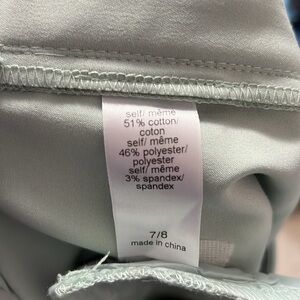 self/ même
51% cotton/
coton
self/ même
46% polyester/
polyester
self/ même
3% spandex/
spandex
7/8
made in china